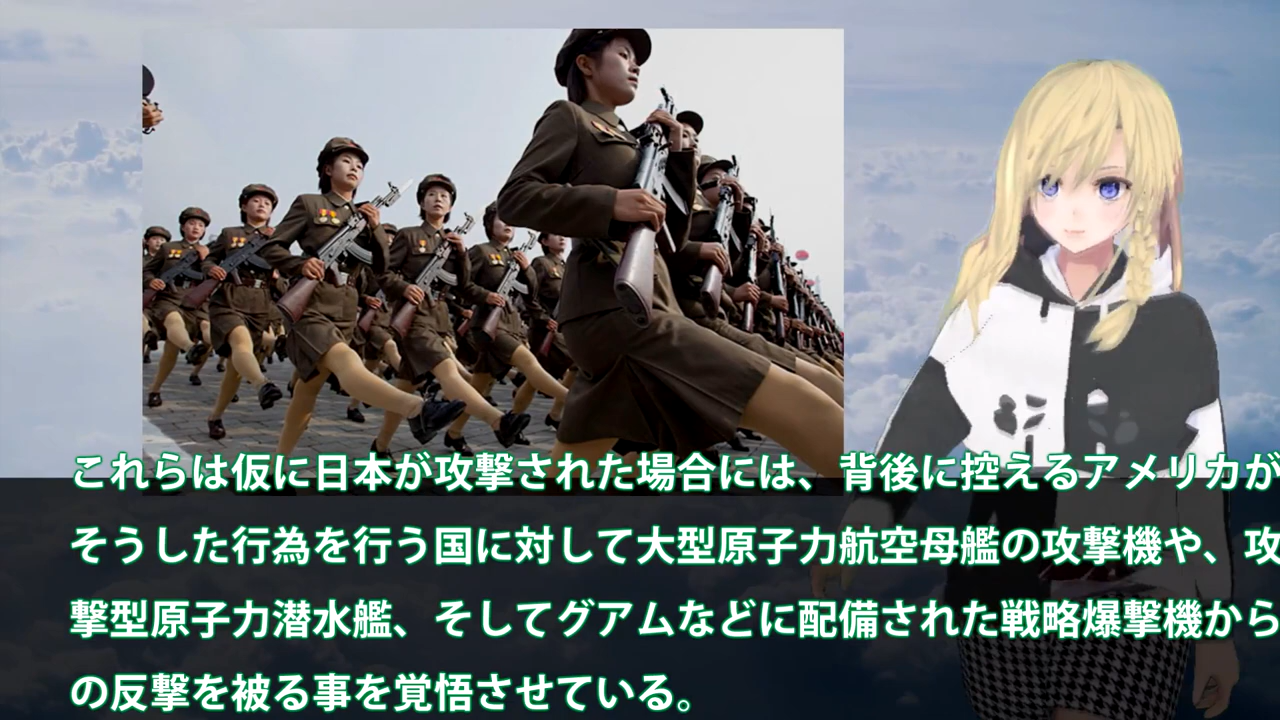 これらは仮に日本が攻撃された場合には、背後に控えるアメリカが
そうした行為を行う国に対して大型原子力航空母艦の攻撃機や、攻
撃型原子力潜水艦、そしてグアムなどに配備された戦略爆撃機から
の反撃を被る事を覚悟させている。